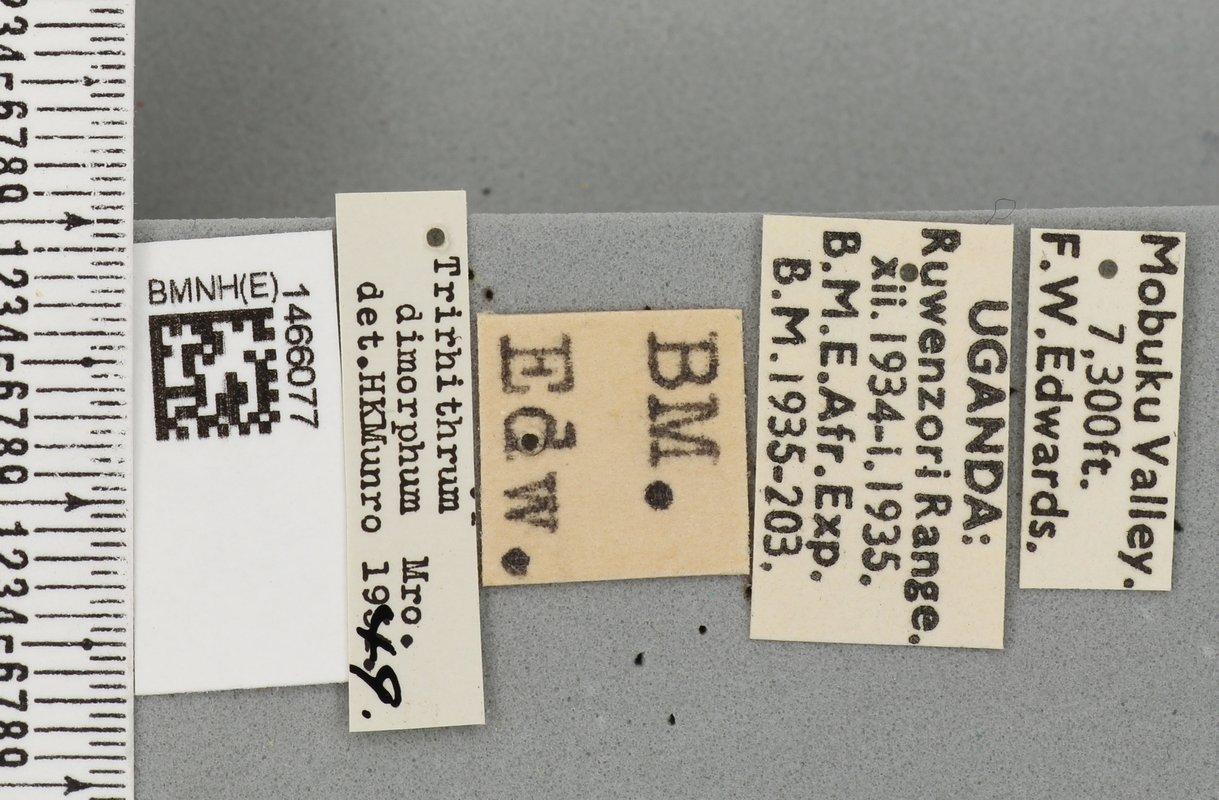 BMNH(E)
1466077
Trirhithrum
dimorphum Mro.
det.HKMunro 1949.
BM.
Edw.
UGANDA:
Ruwenzori Range.
xii.1934-1.1935.
B.M.E.Afr.Exp.
B.M.1935-203.
Mobuku Valley.
7,300ft.
F.W.Edwards.